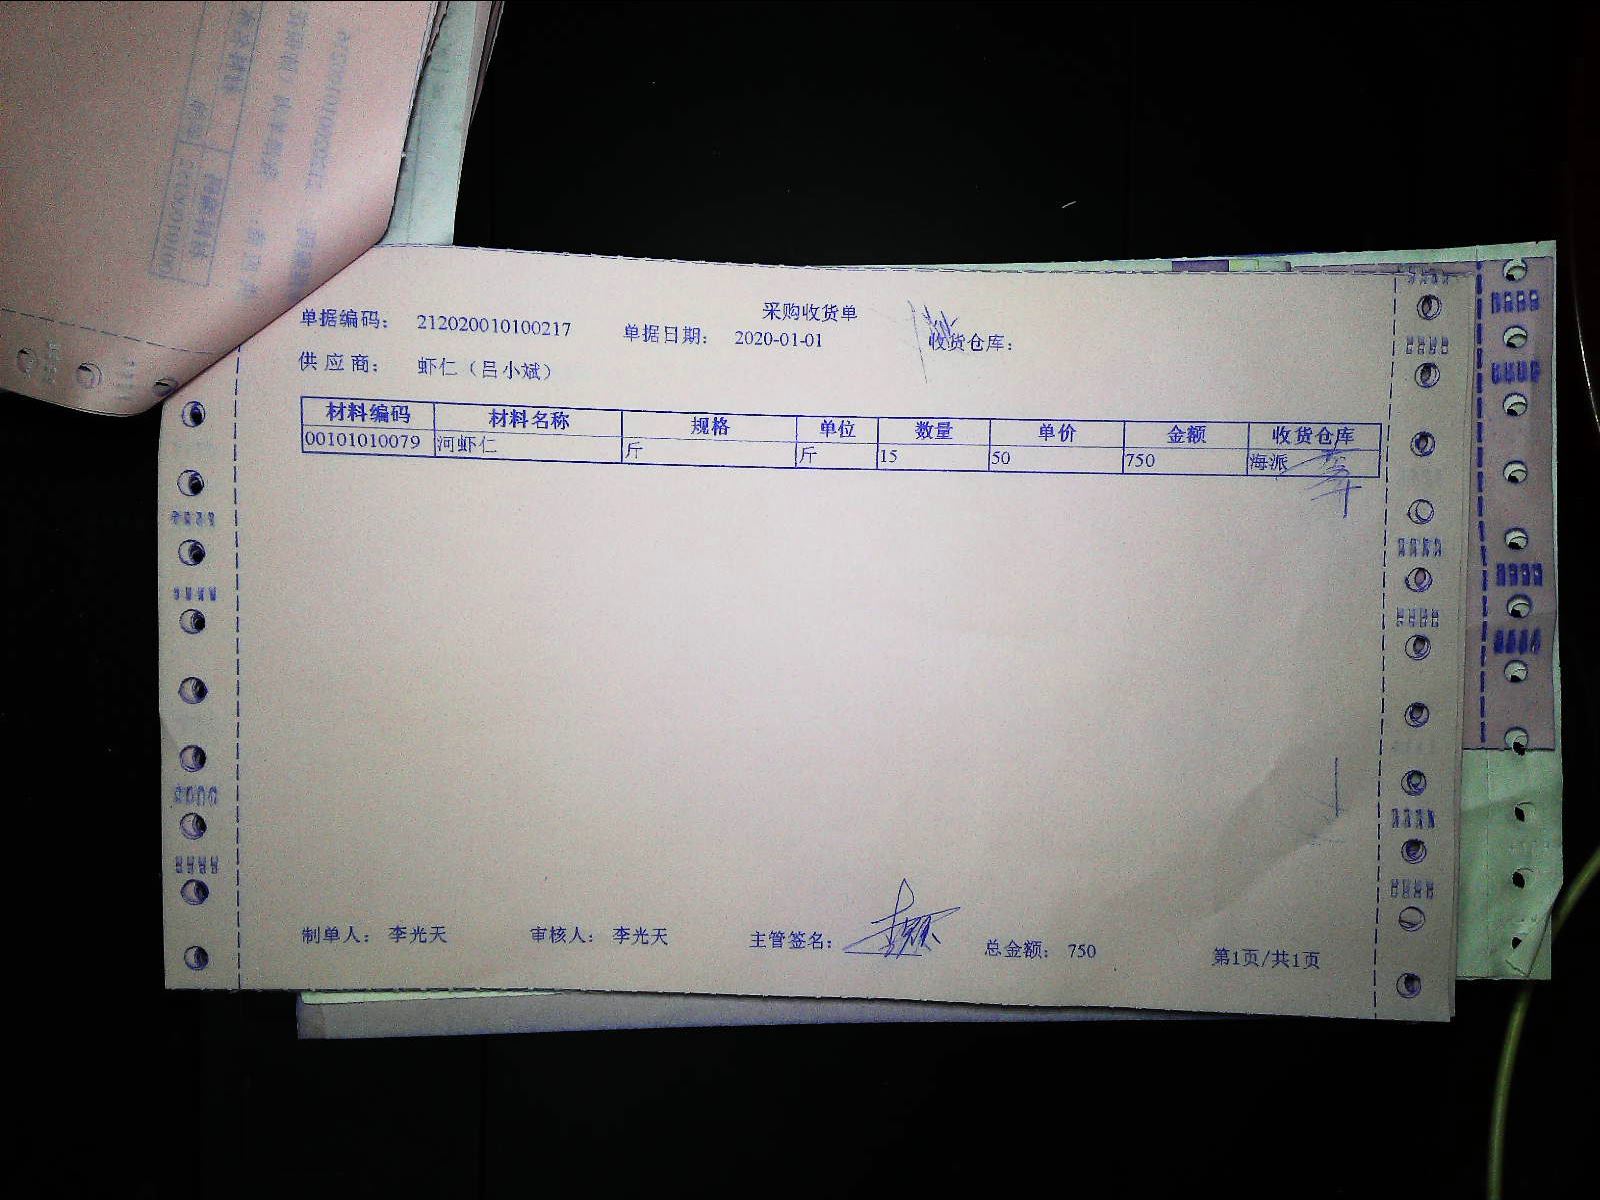 采购收货单
单据编码： 212020010100217 单据日期： 2020-01-01 收货仓库：
供应商： 虾仁（吕小斌）
材料编码 材料名称 规格 单位 数量 单价 金额 收货仓库
00101010079 河虾仁 斤 斤 15 50 750 海派
制单人： 李光天 审核人： 李光天 主管签名： 总金额： 750 第1页/共1页